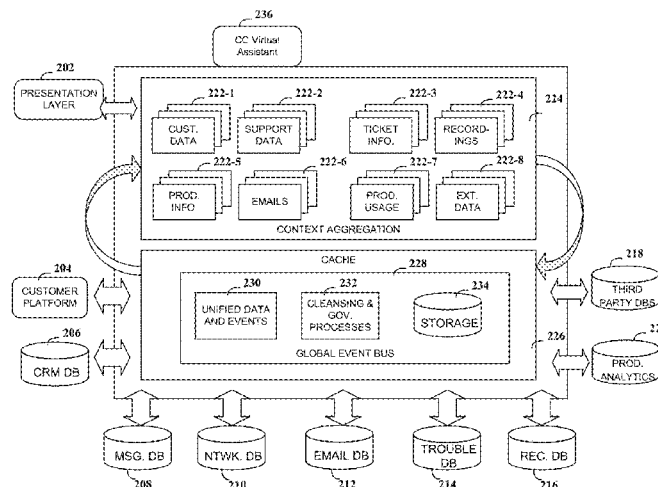 236
CC Virtual
Assistant
202
PRESENTATION
LAYER
222-1
222-2
222-3
222-4
224
CUST.
DATA
SUPPORT
DATA
TICKET
INFO.
RECORD-
INGS
222-5
222-6
222-7
222-8
PROD.
INFO
EMAILS
PROD.
USAGE
EXT.
DATA
CONTEXT AGGREGATION
CACHE
228
204
CUSTOMER
PLATFORM
230
UNIFIED DATA
AND EVENTS
232
CLEANSING &
GOV.
PROCESSES
234
STORAGE
GLOBAL EVENT BUS
226
218
THIRD
PARTY DBS
206
CRM DB
PROD.
ANALYTICS
MSG. DB
NTWK. DB
EMAIL DB
TROUBLE
DB
REC. DB
208
210
212
214
216